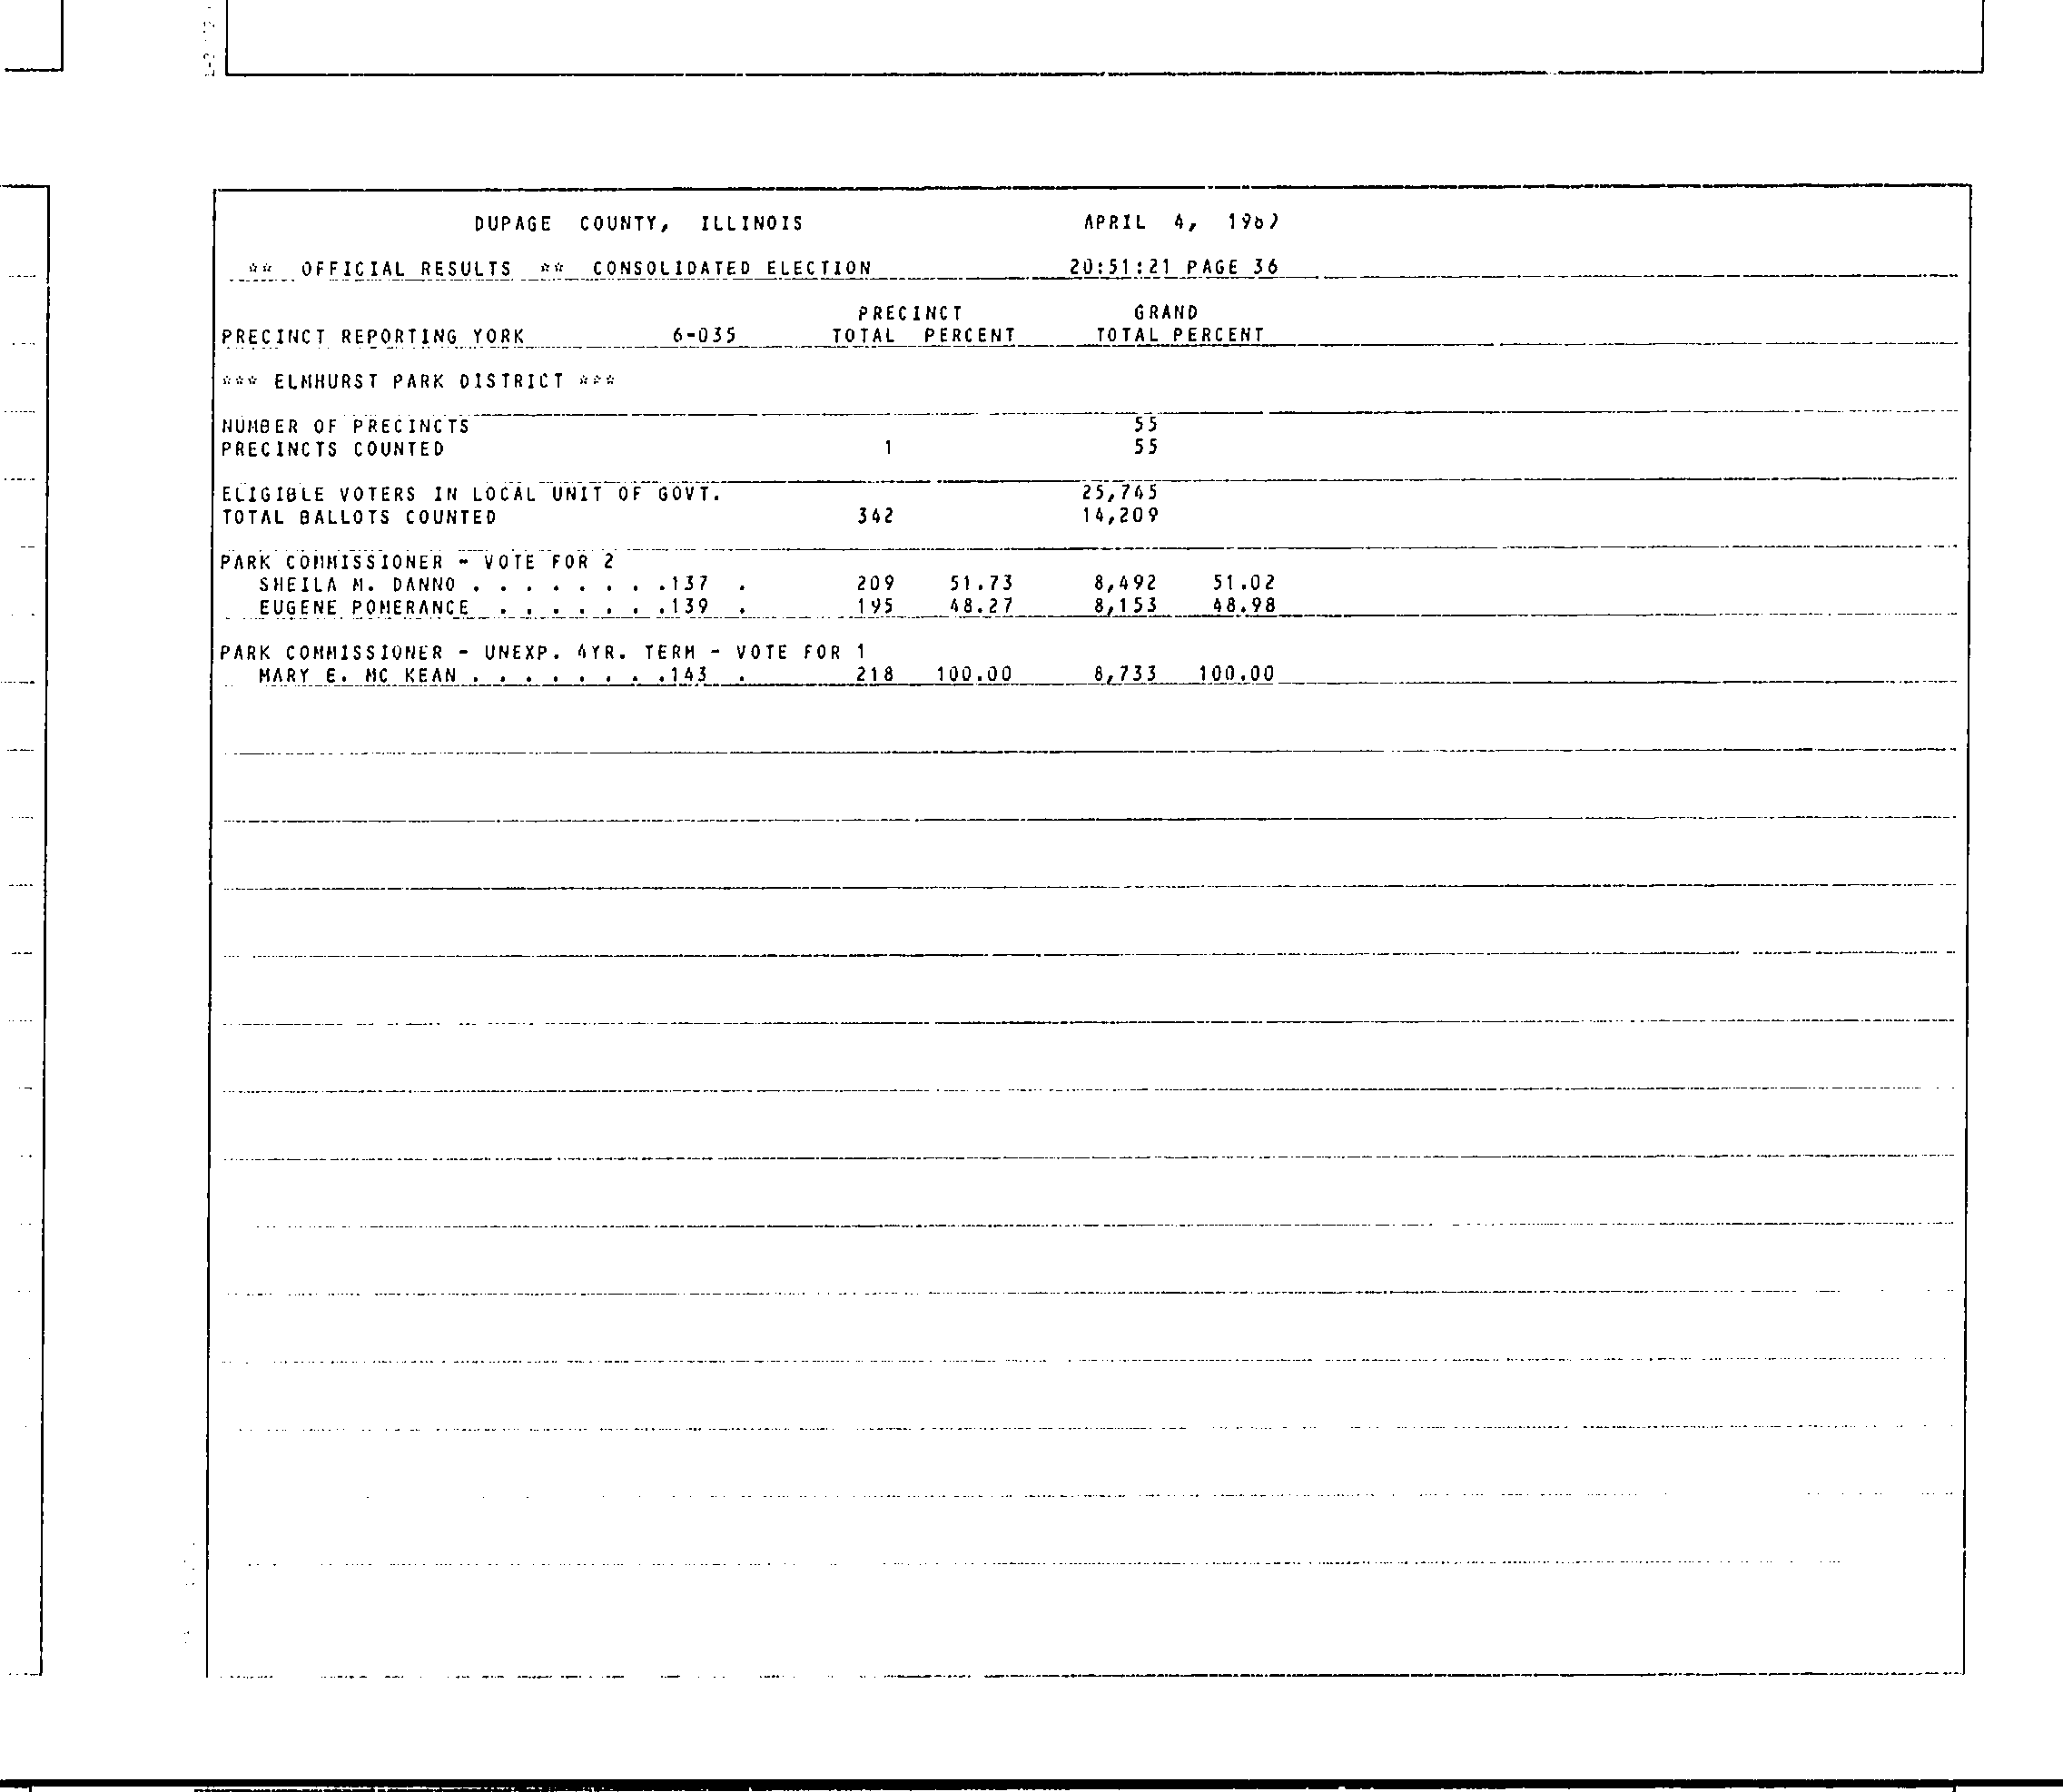 DUPAGE COUNTY, ILLINOIS APRIL 4,
** OFFICIAL RESULTS ** CONSOLIDATED ELECTION 20:51:21 PAGE 36
PRECINCT GRAND
PRECINCT REPORTING YORK 6-035 TOTAL PERCENT TOTAL PERCENT
*** ELMHURST PARK DISTRICT ***
NUMBER OF PRECINCTS 55
PRECINCTS COUNTED 1 55
ELIGIBLE VOTERS IN LOCAL UNIT OF GOVT. 25,745
TOTAL BALLOTS COUNTED 342 14,209
PARK COMMISSIONER - VOTE FOR 2
SHEILA M. DANNO . . . . . . . .137 . 209 51.73 8,492 51.02
EUGENE POMERANCE . . . . . . .139 . 195 48.27 8,153 48.98
PARK COMMISSIONER - UNEXP. 4YR. TERM - VOTE FOR 1
MARY E. MC KEAN . . . . . . . .143 . 218 100.00 8,733 100.00